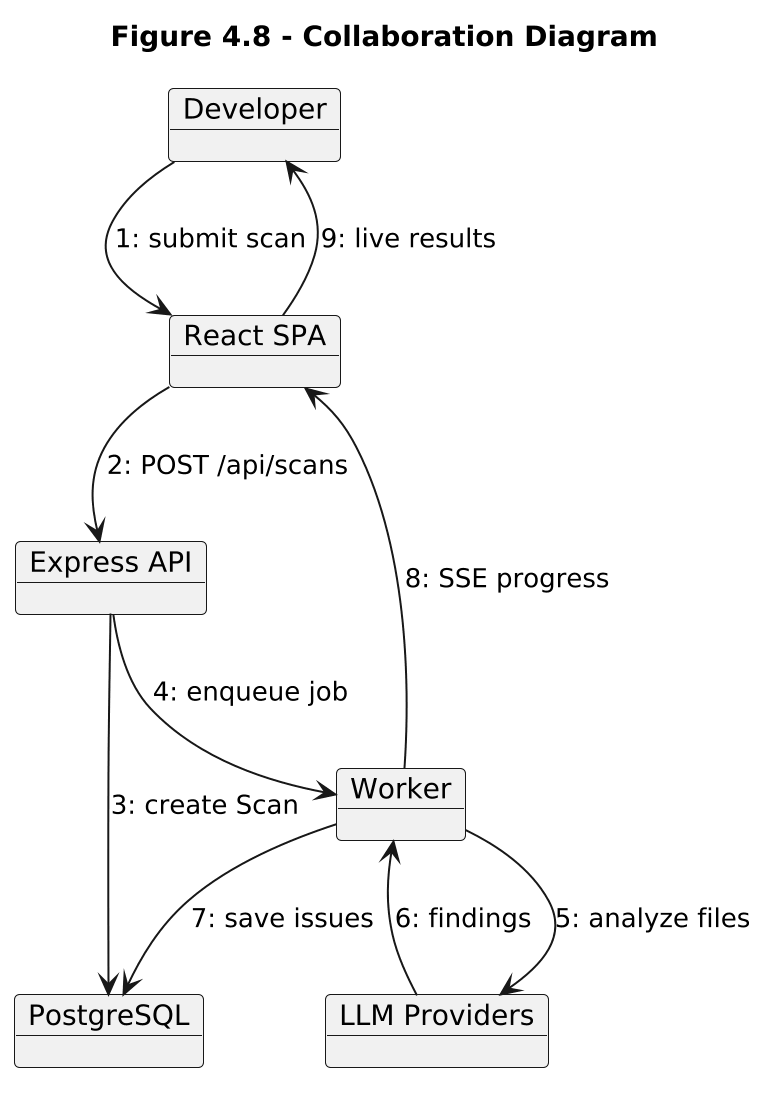 Figure 4.8 - Collaboration Diagram
Developer
1: submit scan
9: live results
React SPA
2: POST /api/scans
Express API
8: SSE progress
4: enqueue job
Worker
3: create Scan
7: save issues
6: findings
5: analyze files
PostgreSQL
LLM Providers